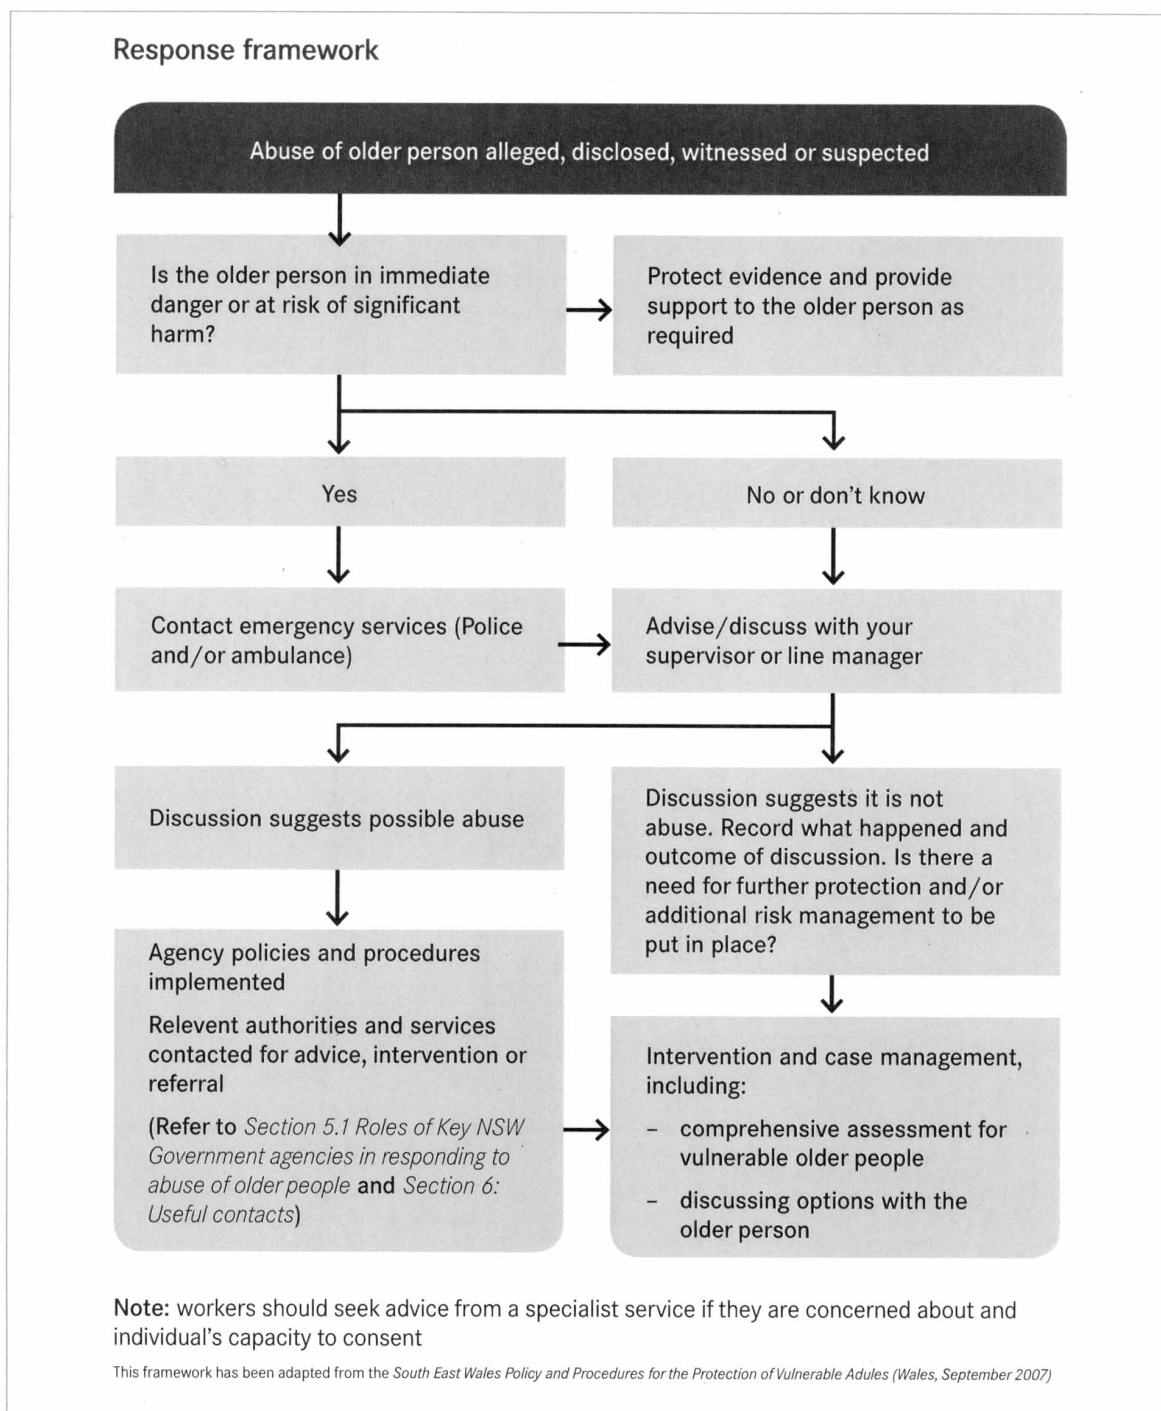 Response framework
Abuse of older person alleged, disclosed, witnessed or suspected
Is the older person in immediate
danger or at risk of significant
harm?
Protect evidence and provide
support to the older person as
required
Yes
No or don't know
Contact emergency services (Police
and/or ambulance)
Advise/discuss with your
supervisor or line manager
Discussion suggests possible abuse
Discussion suggests it is not
abuse. Record what happened and
outcome of discussion. Is there a
need for further protection and/or
additional risk management to be
put in place?
Agency policies and procedures
implemented
Relevent authorities and services
contacted for advice, intervention or
referral
(Refer to Section 5.1 Roles of Key NSW
Government agencies in responding to
abuse of older people and Section 6:
Useful contacts)
Intervention and case management,
including:
– comprehensive assessment for
vulnerable older people
– discussing options with the
older person
Note: workers should seek advice from a specialist service if they are concerned about and
individual's capacity to consent
This framework has been adapted from the South East Wales Policy and Procedures for the Protection of Vulnerable Adules (Wales, September 2007)